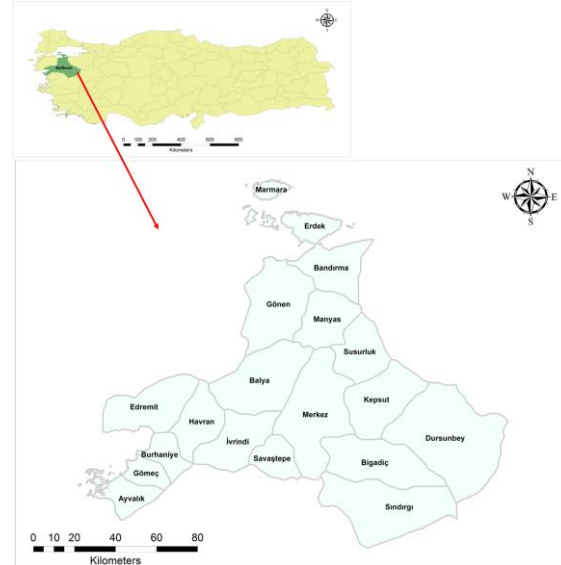 Balıkesir
0 100 200 400 600 800
Kilometers
N
W E
S
Marmara
Erdek
Bandırma
Gönen
Manyas
Susurluk
Balya
Edremit
Havran
Merkez
Kepsut
Dursunbey
İvrindi
Savaştepe
Burhaniye
Gömeç
Bigadiç
Ayvalık
Sındırgı
0 10 20 40 60 80
Kilometers